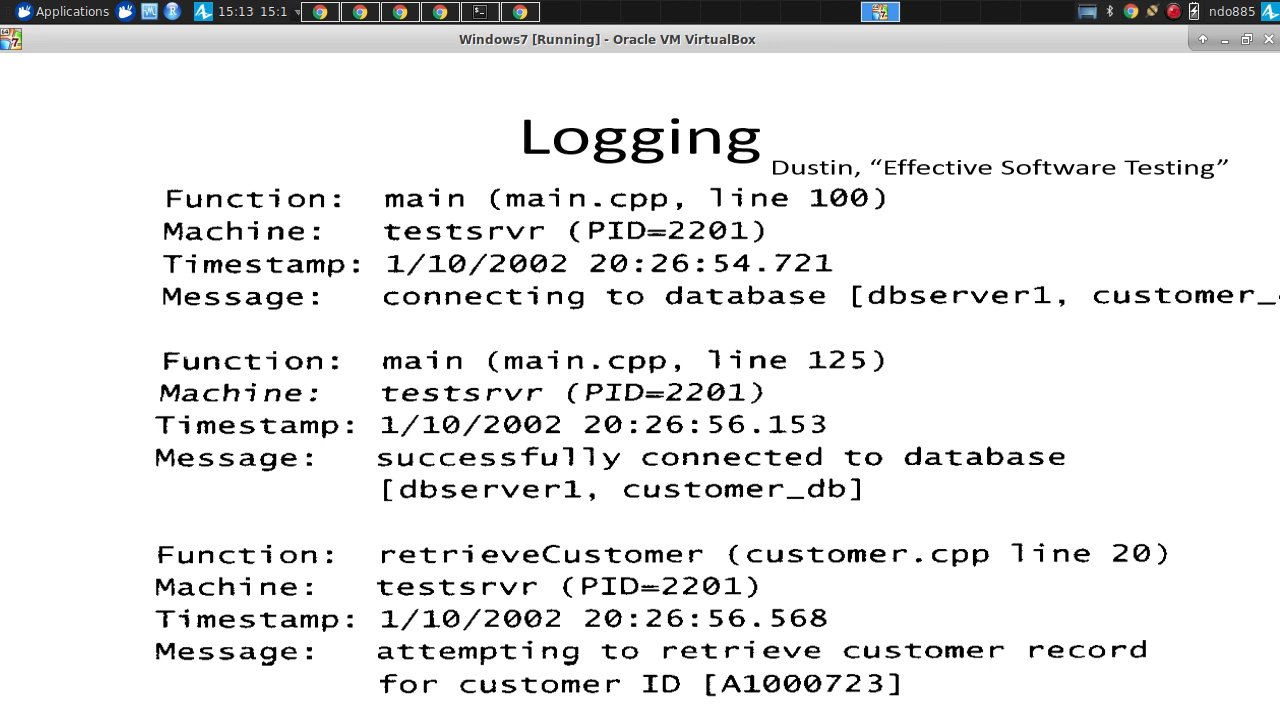 Applications 15:13 15:1 ndo885
Windows7 [Running] - Oracle VM VirtualBox
Logging
Dustin, “Effective Software Testing”
Function: main (main.cpp, line 100)
Machine: testsrvr (PID=2201)
Timestamp: 1/10/2002 20:26:54.721
Message: connecting to database [dbserver1, customer_
Function: main (main.cpp, line 125)
Machine: testsrvr (PID=2201)
Timestamp: 1/10/2002 20:26:56.153
Message: successfully connected to database
[dbserver1, customer_db]
Function: retrieveCustomer (customer.cpp line 20)
Machine: testsrvr (PID=2201)
Timestamp: 1/10/2002 20:26:56.568
Message: attempting to retrieve customer record
for customer ID [A1000723]